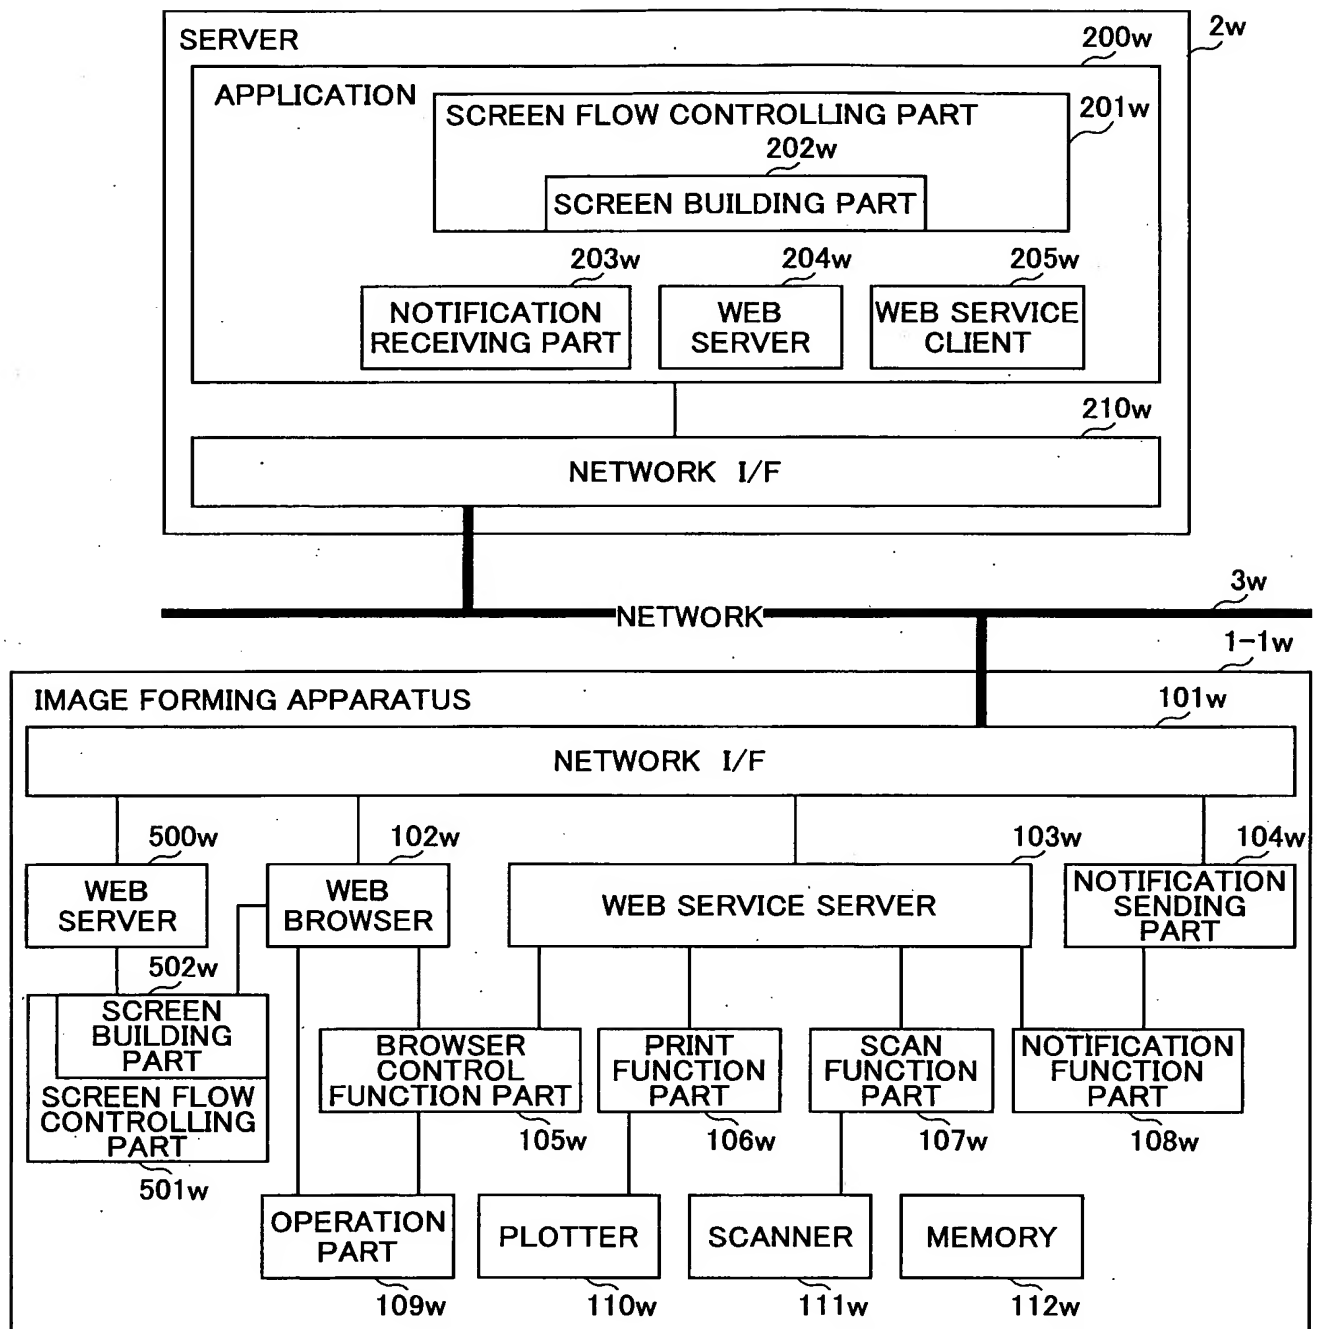 2w
SERVER
200w
APPLICATION
SCREEN FLOW CONTROLLING PART
201w
202w
SCREEN BUILDING PART
203w
204w
205w
NOTIFICATION
RECEIVING PART
WEB
SERVER
WEB SERVICE
CLIENT
210w
NETWORK I/F
3w
NETWORK
1-1w
IMAGE FORMING APPARATUS
101w
NETWORK I/F
500w
102w
103w
104w
WEB
SERVER
WEB
BROWSER
WEB SERVICE SERVER
NOTIFICATION
SENDING
PART
502w
SCREEN
BUILDING
PART
SCREEN FLOW
CONTROLLING
PART
501w
BROWSER
CONTROL
FUNCTION PART
105w
PRINT
FUNCTION
PART
106w
SCAN
FUNCTION
PART
107w
NOTIFICATION
FUNCTION
PART
108w
OPERATION
PART
109w
PLOTTER
110w
SCANNER
111w
MEMORY
112w